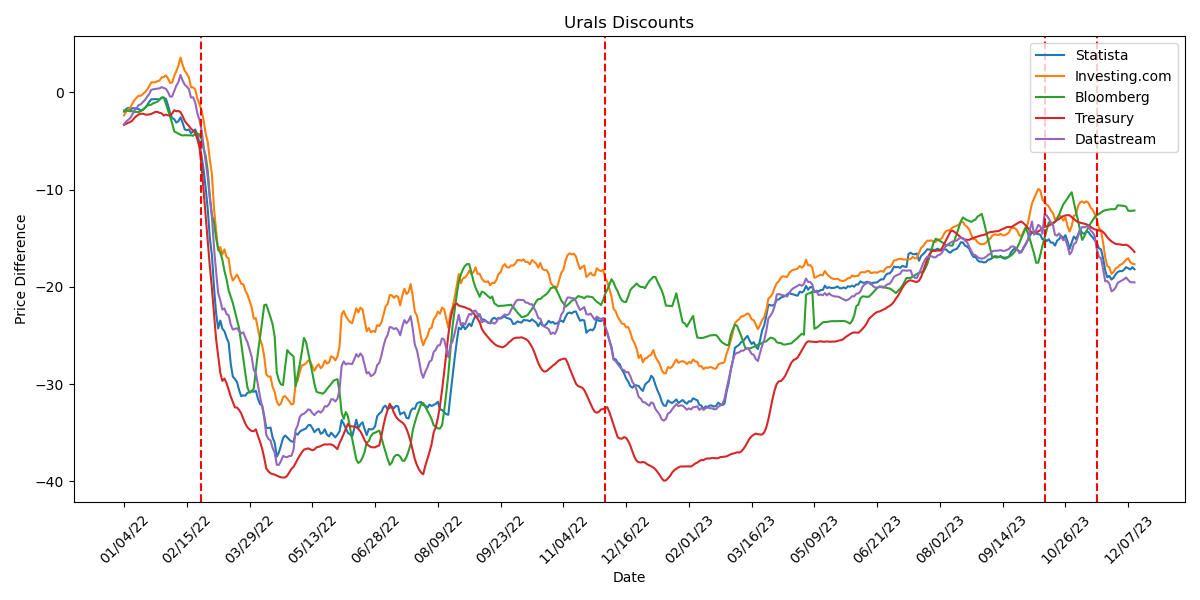 Urals Discounts
Statista
Investing.com
Bloomberg
Treasury
Datastream
Price Difference
0
−10
−20
−30
−40
01/04/22
02/15/22
03/29/22
05/13/22
06/28/22
08/09/22
09/23/22
11/04/22
12/16/22
02/01/23
03/16/23
05/09/23
06/21/23
08/02/23
09/14/23
10/26/23
12/07/23
Date